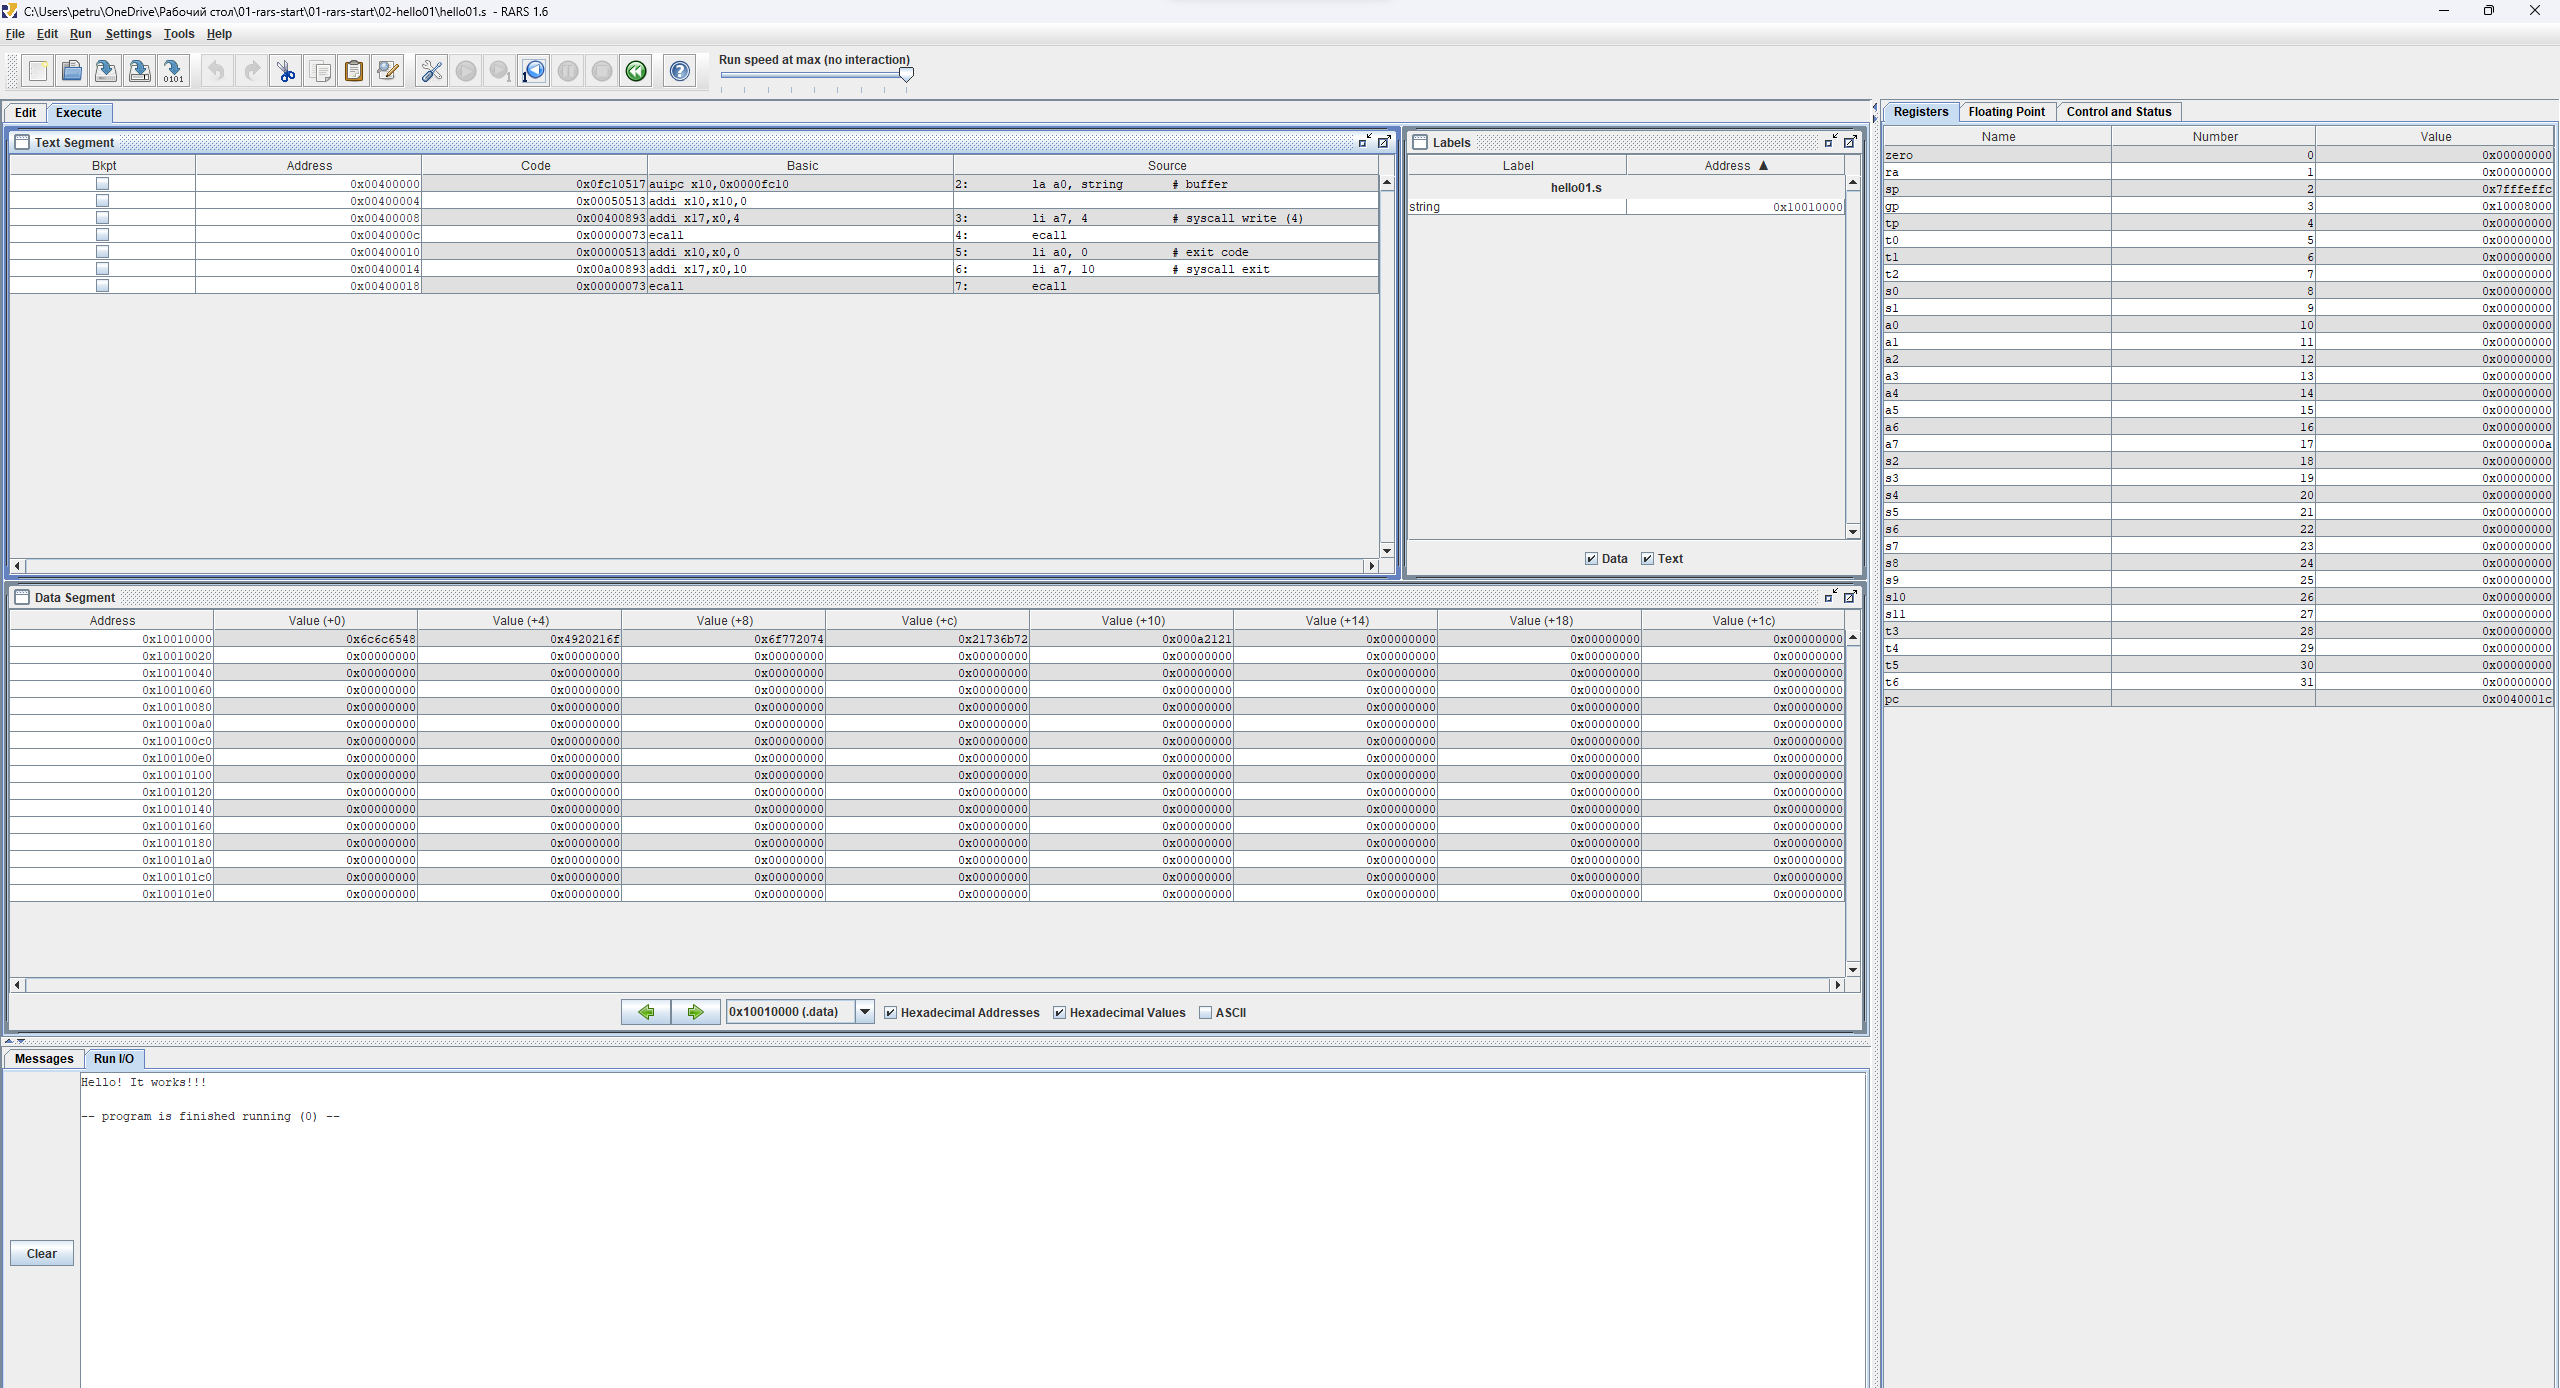 C:\Users\petru\OneDrive\Рабочий стол\01-rars-start\01-rars-start\02-hello01\hello01.s - RARS 1.6
File Edit Run Settings Tools Help
Run speed at max (no interaction)
Edit Execute
Text Segment
Bkpt Address Code Basic Source
0x00400000 0x0fc10517 auipc x10,0x0000fc10 2: la a0, string # buffer
0x00400004 0x00050513 addi x10,x10,0
0x00400008 0x00400893 addi x17,x0,4 3: li a7, 4 # syscall write (4)
0x0040000c 0x00000073 ecall 4: ecall
0x00400010 0x00000513 addi x10,x0,0 5: li a0, 0 # exit code
0x00400014 0x00a00893 addi x17,x0,10 6: li a7, 10 # syscall exit
0x00400018 0x00000073 ecall 7: ecall
Labels
Label Address ▲
hello01.s
string 0x10010000
Data Text
Data Segment
Address Value (+0) Value (+4) Value (+8) Value (+c) Value (+10) Value (+14) Value (+18) Value (+1c)
0x10010000 0x6c6c6548 0x4920216f 0x6f772074 0x21736b72 0x000a2121 0x00000000 0x00000000 0x00000000
0x10010020 0x00000000 0x00000000 0x00000000 0x00000000 0x00000000 0x00000000 0x00000000 0x00000000
0x10010040 0x00000000 0x00000000 0x00000000 0x00000000 0x00000000 0x00000000 0x00000000 0x00000000
0x10010060 0x00000000 0x00000000 0x00000000 0x00000000 0x00000000 0x00000000 0x00000000 0x00000000
0x10010080 0x00000000 0x00000000 0x00000000 0x00000000 0x00000000 0x00000000 0x00000000 0x00000000
0x100100a0 0x00000000 0x00000000 0x00000000 0x00000000 0x00000000 0x00000000 0x00000000 0x00000000
0x100100c0 0x00000000 0x00000000 0x00000000 0x00000000 0x00000000 0x00000000 0x00000000 0x00000000
0x100100e0 0x00000000 0x00000000 0x00000000 0x00000000 0x00000000 0x00000000 0x00000000 0x00000000
0x10010100 0x00000000 0x00000000 0x00000000 0x00000000 0x00000000 0x00000000 0x00000000 0x00000000
0x10010120 0x00000000 0x00000000 0x00000000 0x00000000 0x00000000 0x00000000 0x00000000 0x00000000
0x10010140 0x00000000 0x00000000 0x00000000 0x00000000 0x00000000 0x00000000 0x00000000 0x00000000
0x10010160 0x00000000 0x00000000 0x00000000 0x00000000 0x00000000 0x00000000 0x00000000 0x00000000
0x10010180 0x00000000 0x00000000 0x00000000 0x00000000 0x00000000 0x00000000 0x00000000 0x00000000
0x100101a0 0x00000000 0x00000000 0x00000000 0x00000000 0x00000000 0x00000000 0x00000000 0x00000000
0x100101c0 0x00000000 0x00000000 0x00000000 0x00000000 0x00000000 0x00000000 0x00000000 0x00000000
0x100101e0 0x00000000 0x00000000 0x00000000 0x00000000 0x00000000 0x00000000 0x00000000 0x00000000
0x10010000 (.data) Hexadecimal Addresses Hexadecimal Values ASCII
Messages Run I/O
Hello! It works!!!
-- program is finished running (0) --
Clear
Registers Floating Point Control and Status
Name Number Value
zero 0 0x00000000
ra 1 0x00000000
sp 2 0x7fffeffc
gp 3 0x10008000
tp 4 0x00000000
t0 5 0x00000000
t1 6 0x00000000
t2 7 0x00000000
s0 8 0x00000000
s1 9 0x00000000
a0 10 0x00000000
a1 11 0x00000000
a2 12 0x00000000
a3 13 0x00000000
a4 14 0x00000000
a5 15 0x00000000
a6 16 0x00000000
a7 17 0x0000000a
s2 18 0x00000000
s3 19 0x00000000
s4 20 0x00000000
s5 21 0x00000000
s6 22 0x00000000
s7 23 0x00000000
s8 24 0x00000000
s9 25 0x00000000
s10 26 0x00000000
s11 27 0x00000000
t3 28 0x00000000
t4 29 0x00000000
t5 30 0x00000000
t6 31 0x00000000
pc 0x0040001c